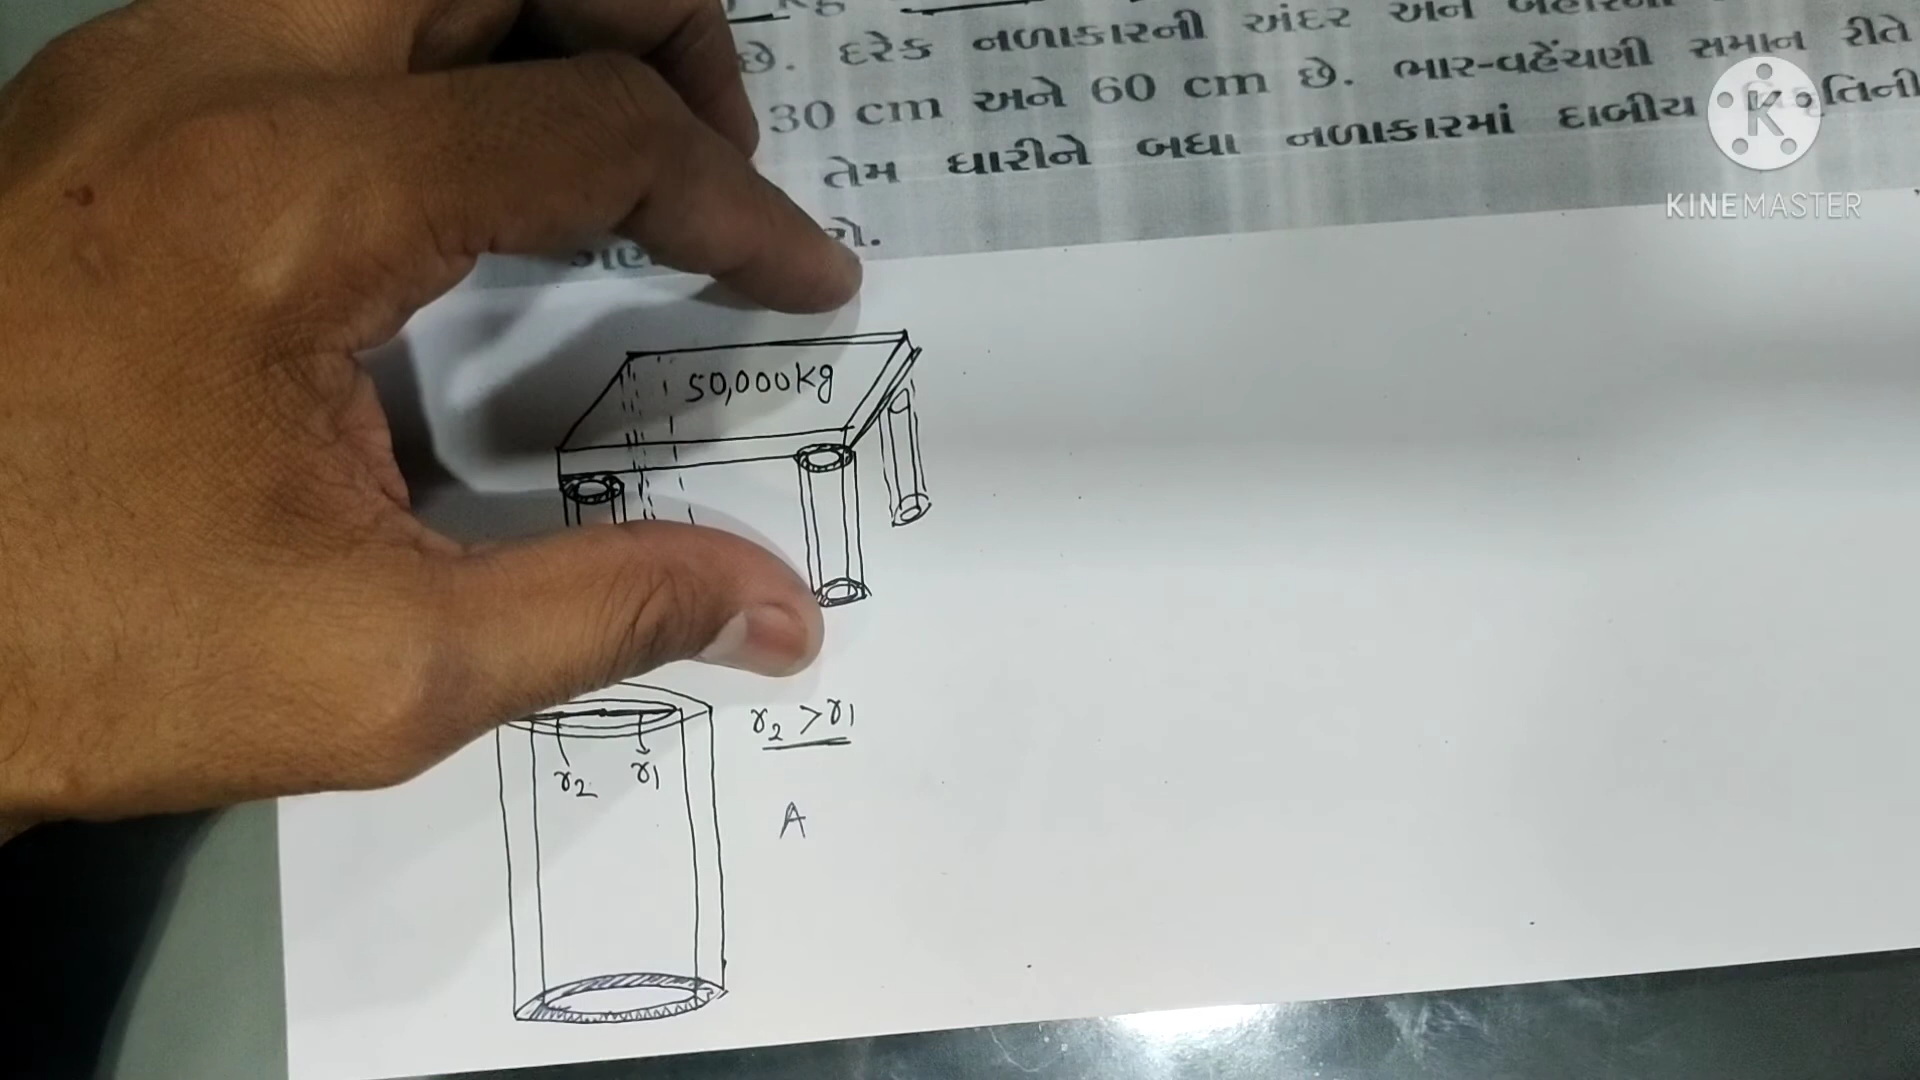 છે. દરેક નળાકારની અંદર અને
30 cm અને 60 cm છે. ભાર-વહેંચણી સમાન રીતે
તેમ ધારીને બધા નળાકારમાં દાબીય
KINEMASTER
50,000kg
r2 > r1
r2 r1
A